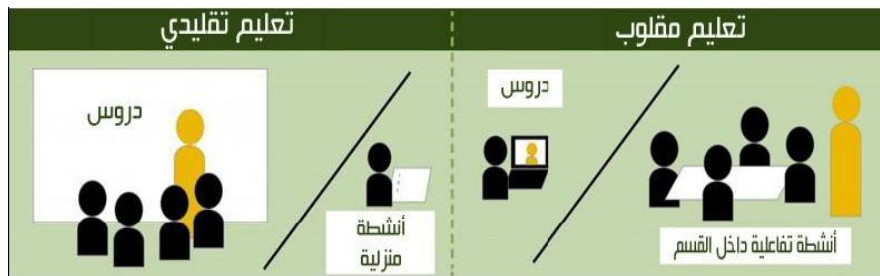 تعليم مقلوب
تعليم تقليدي
دروس
أنشطة تفاعلية داخل القسم
دروس
أنشطة
منزلية